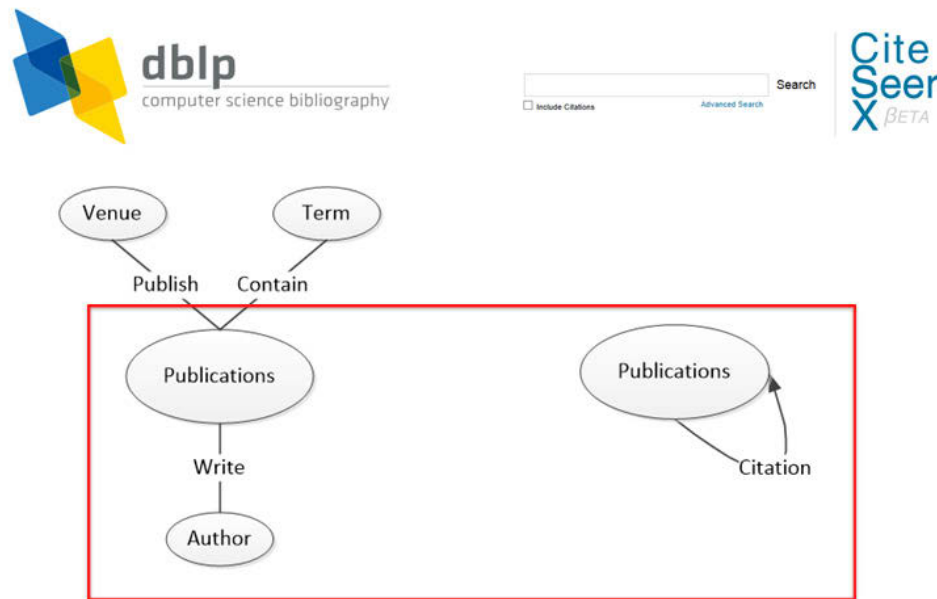 dblp
computer science bibliography
Search
Include Citations
Advanced Search
Cite
Seer
X βETA
Venue
Term
Publish
Contain
Publications
Publications
Write
Citation
Author